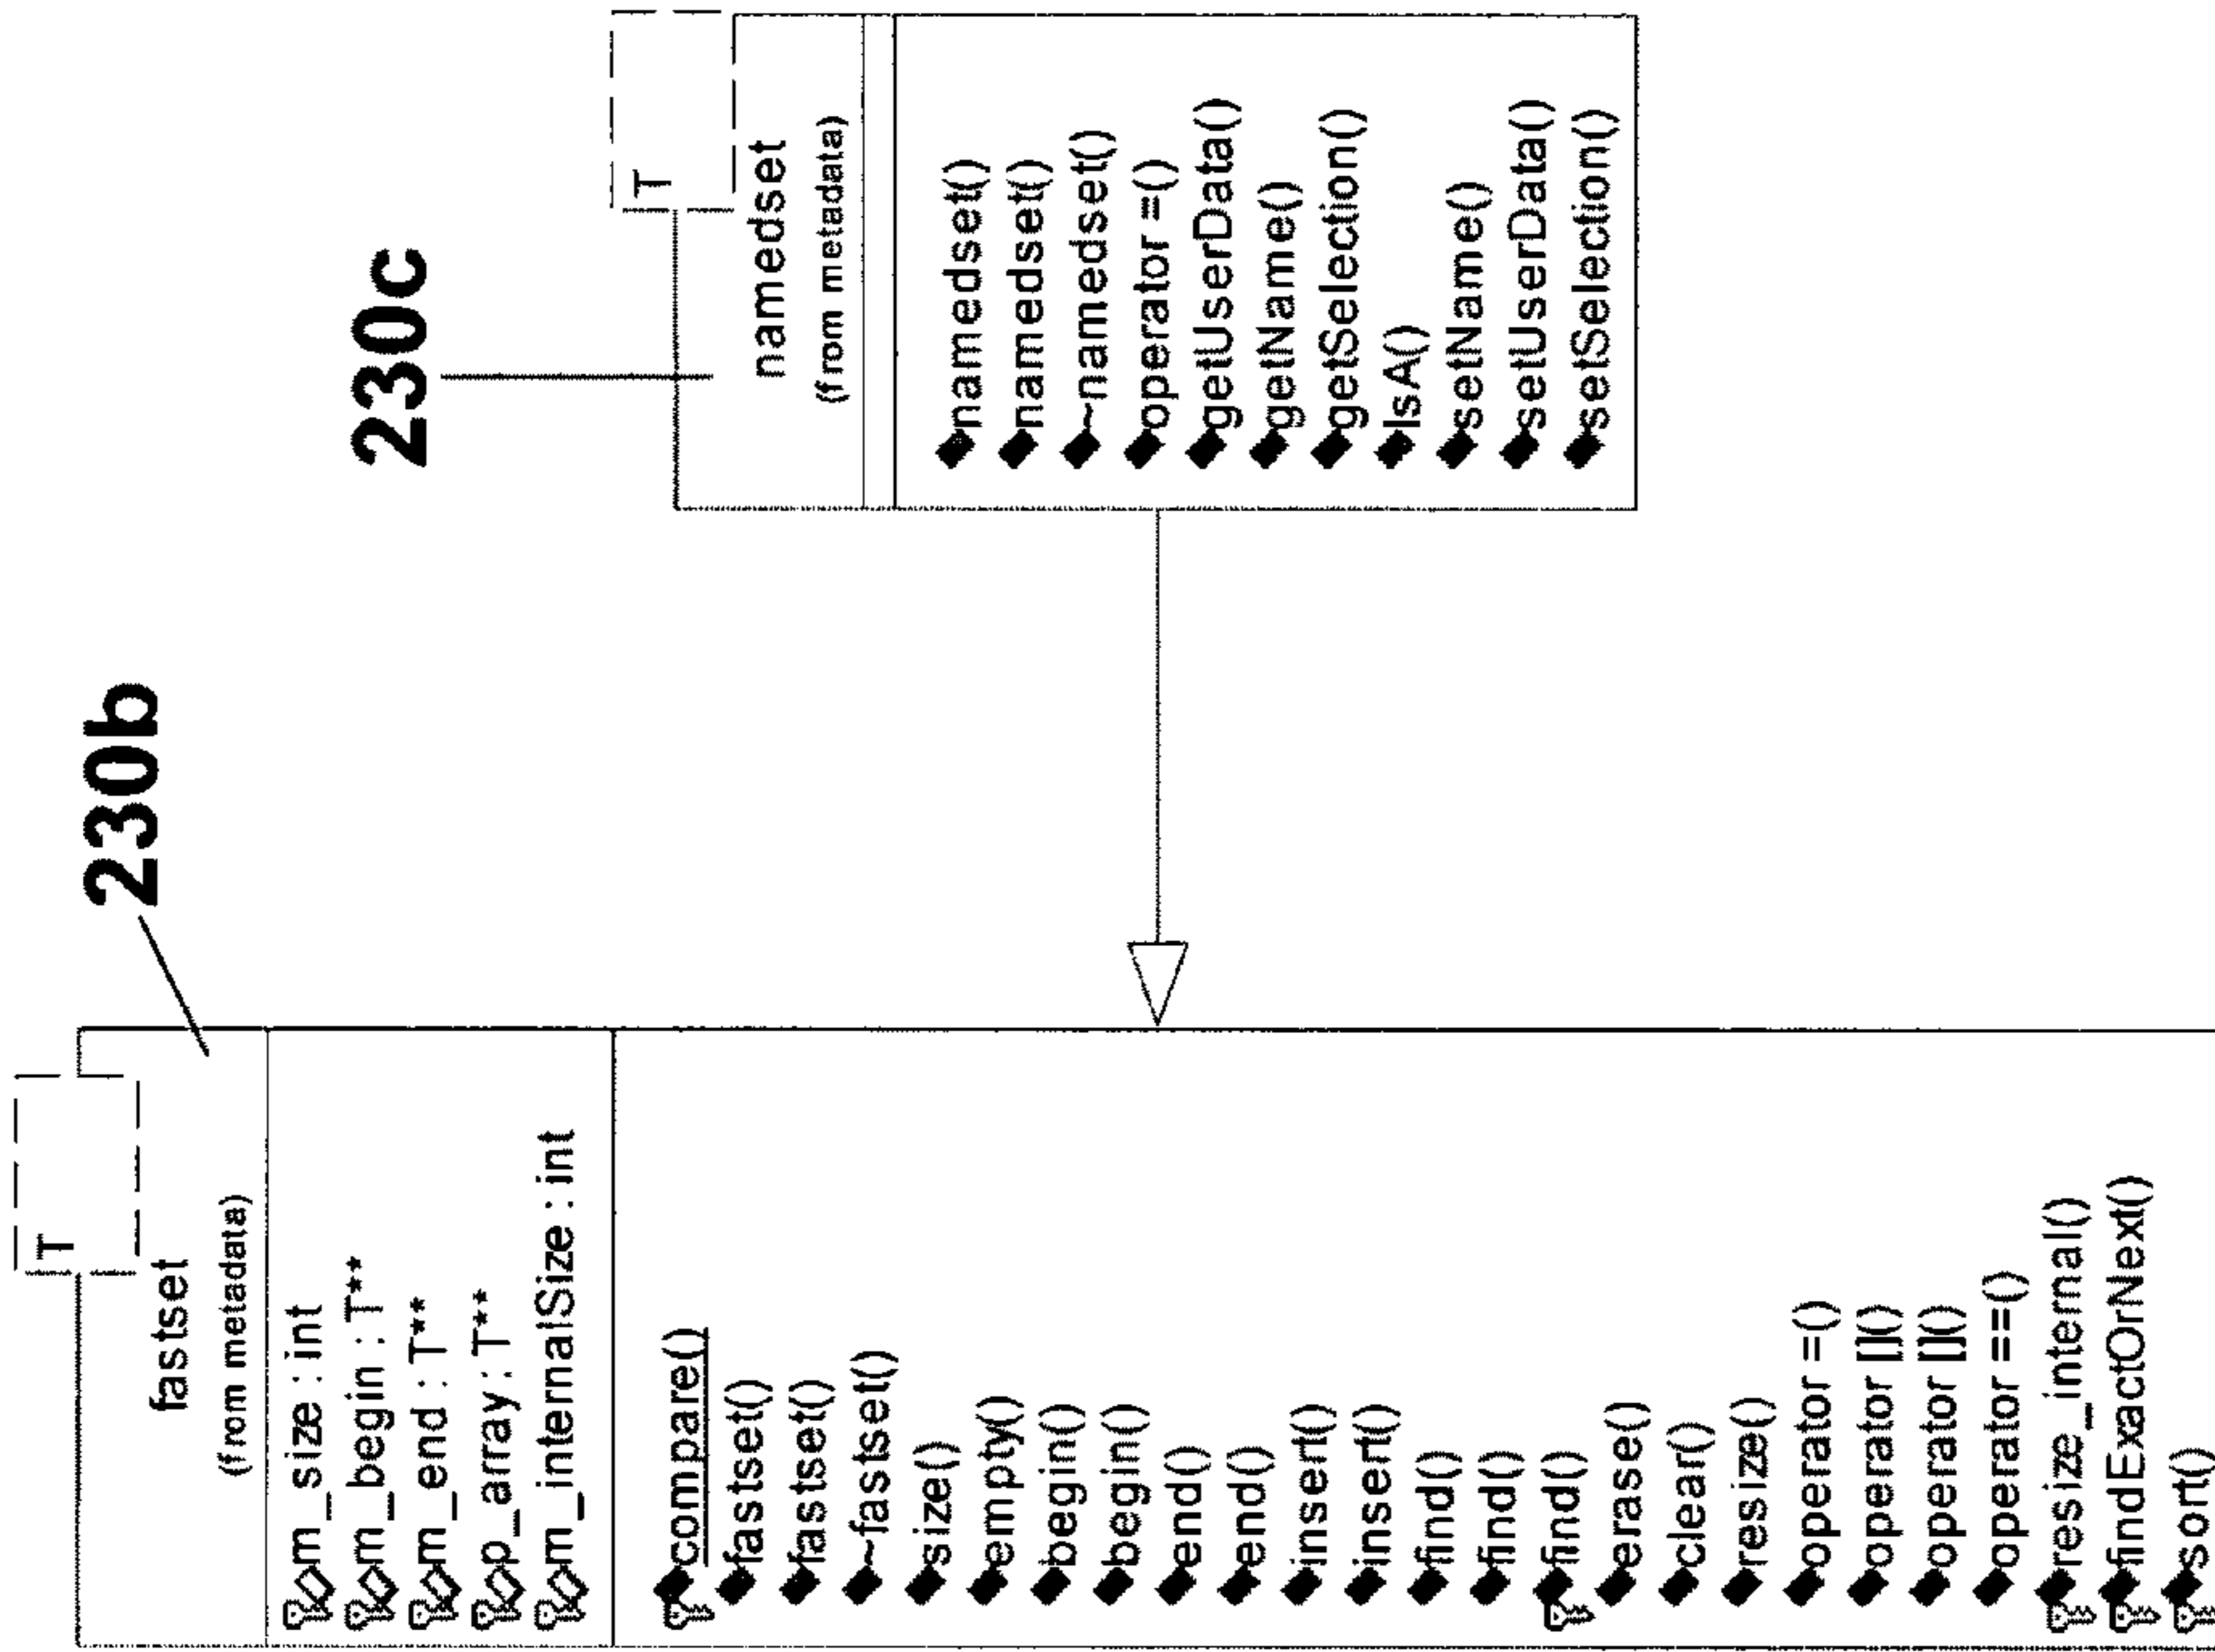 230b
T
fastset
(from metadata)
m_size : int
m_begin : T**
m_end : T**
p_array : T**
m_internalSize : int
compare()
fastset()
fastset()
~fastset()
size()
empty()
begin()
begin()
end()
end()
insert()
insert()
find()
find()
find()
erase()
clear()
resize()
operator =()
operator []()
operator []()
operator ==()
resize_internal()
findExactOrNext()
sort()
230c
T
namedset
(from metadata)
namedset()
namedset()
~namedset()
operator =()
getUserData()
getName()
getSelection()
IsA()
setName()
setUserData()
setSelection()